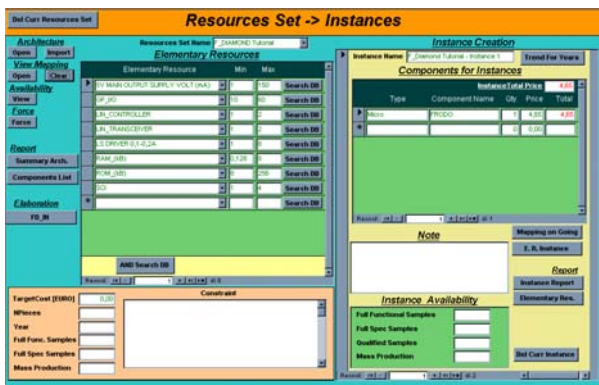 Del Curr Resources Set
Resources Set -> Instances
Architecture
Open Import
View Mapping
Open Clear
Availability
View
Force
Force
Report
Summary Arch.
Components List
Elaboration
FD_IN
Resources Set Name F_DIAMOND Tutorial
Elementary Resources
Elementary Resource Min Max
5V MAIN OUTPUT SUPPLY VOLT (mA) 1 150 Search DB
GP_I/O 10 60 Search DB
LIN_CONTROLLER 1 2 Search DB
LIN_TRANSCEIVER 1 2 Search DB
LS DRIVER 0,1-0,2A 1 Search DB
RAM_(kB) 0,128 Search DB
ROM_(kB) 256 Search DB
SCI 1 4 Search DB
Search DB
AND Search DB
Record: 1
TargetCost [EURO] 0,00
NPieces
Year
Full Func. Samples
Full Spec Samples
Mass Production
Constraint
Instance Creation
Instance Name F_Diamond Tutorial - Instance 1 Trend For Years
Components for Instances
InstanceTotal Price 4,65
Type Component Name Qty Price Total
Micro FRODO 1 4,65 4,65
0 0,00
Record: 1
Note
Mapping on Going
E. R. Instance
Report
Instance Report
Elementary Res.
Instance Availability
Full Functional Samples
Full Spec Samples
Qualified Samples
Mass Production
Del Curr Instance
Record: 1